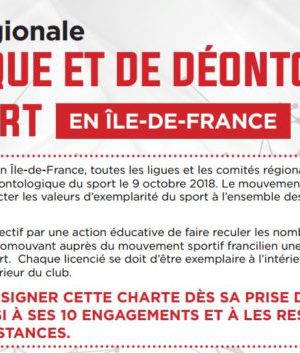 gionale
QUE ET DE DÉONTO
RT EN ÎLE-DE-FRANCE
n Île-de-France, toutes les ligues et les comités régiona
ontologique du sport le 9 octobre 2018. Le mouvement
cter les valeurs d'exemplarité du sport à l'ensemble des
ectif par une action éducative de faire reculer les nomb
romouvant auprès du mouvement sportif francilien une
rt. Chaque licencié se doit d'être exemplaire à l'intérie
rieur du club.
SIGNER CETTE CHARTE DÈS SA PRISE D
SI À SES 10 ENGAGEMENTS ET À LES RES
STANCES.